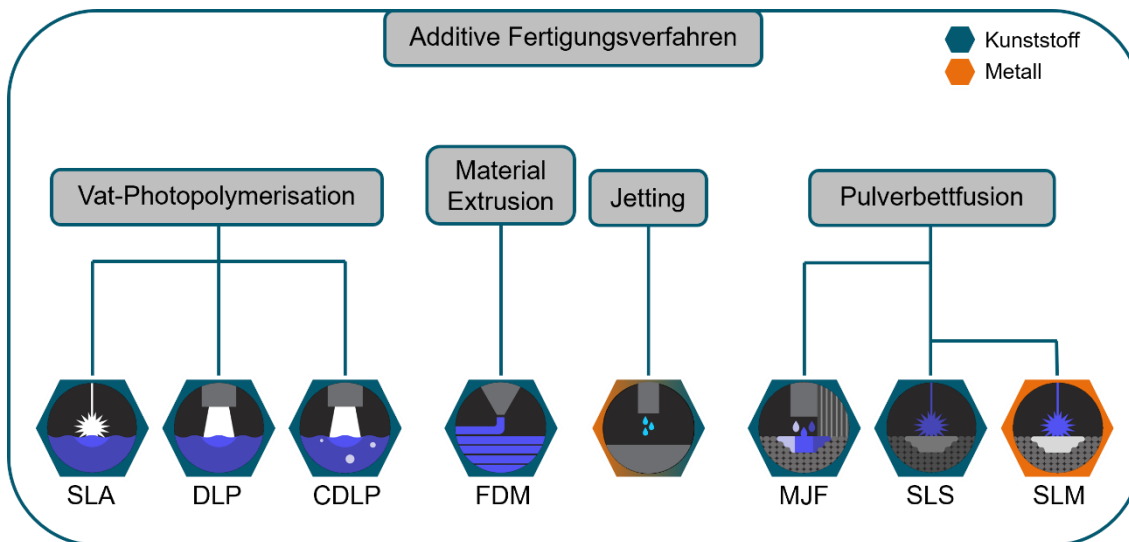 Additive Fertigungsverfahren
Kunststoff
Metall
Vat-Photopolymerisation
Material
Extrusion
Jetting
Pulverbettfusion
SLA
DLP
CDLP
FDM
MJF
SLS
SLM